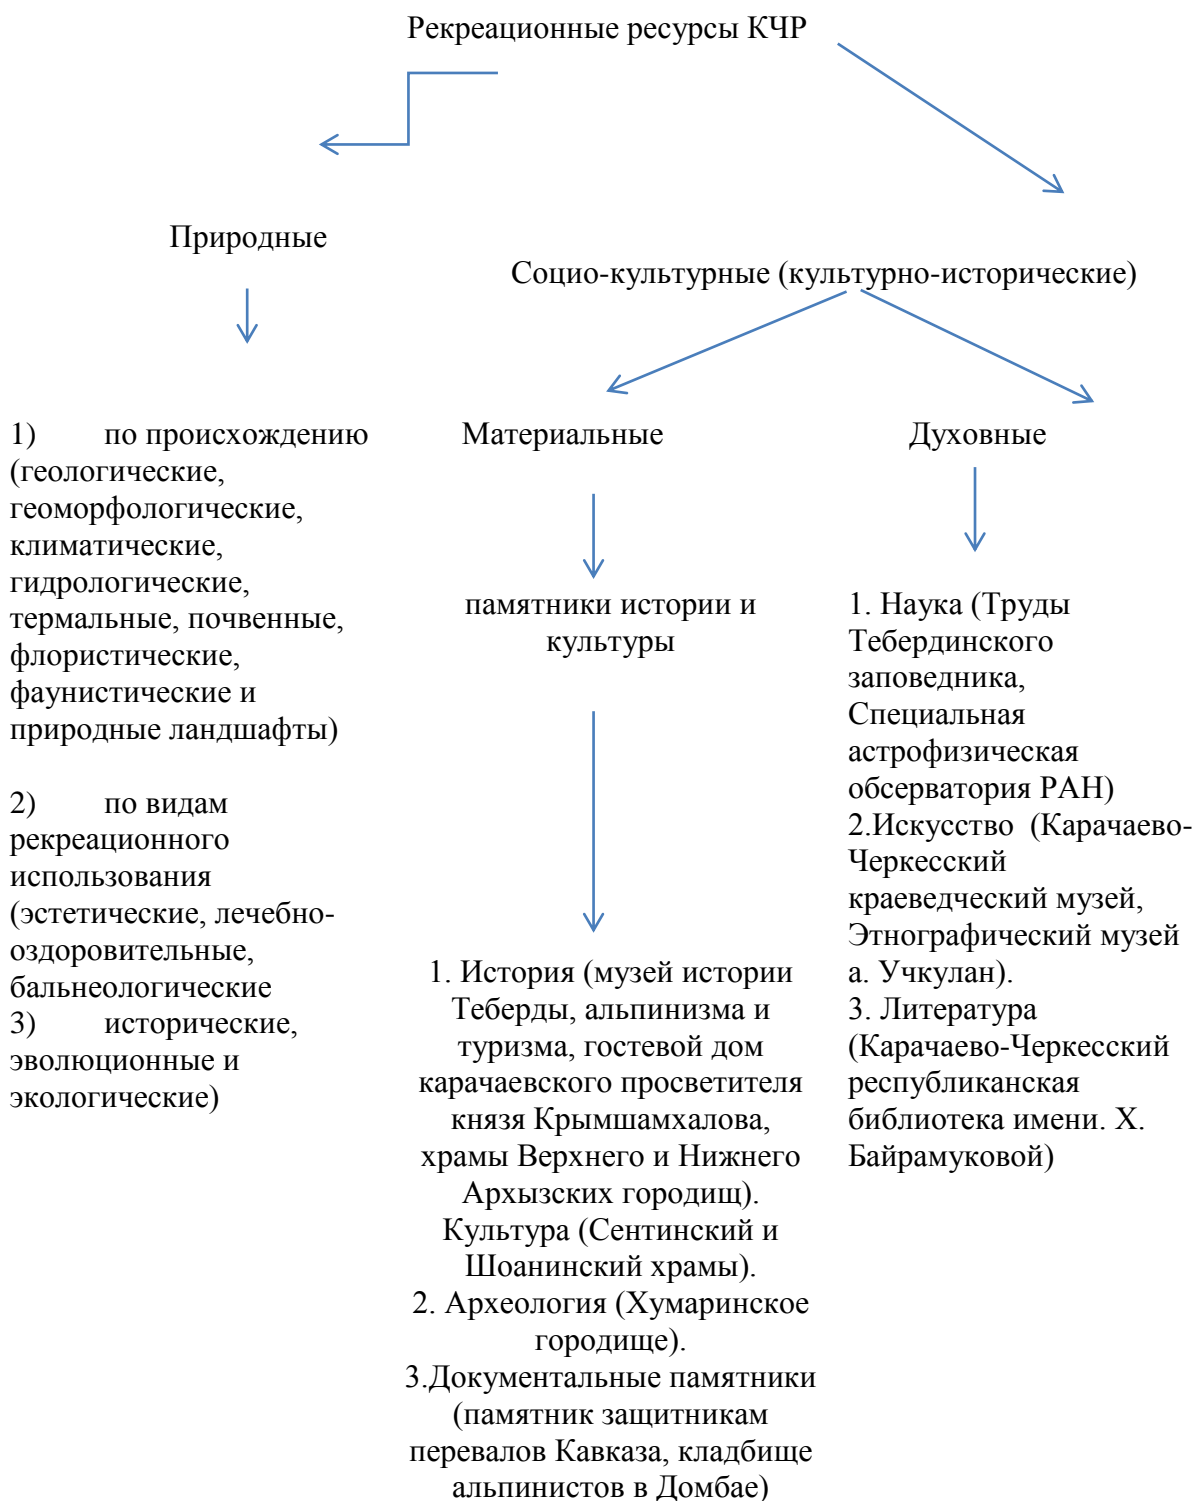 Рекреационные ресурсы КЧР
Природные
Социо-культурные (культурно-исторические)
1) по происхождению
(геологические,
геоморфологические,
климатические,
гидрологические,
термальные, почвенные,
флористические,
фаунистические и
природные ландшафты)
2) по видам
рекреационного
использования
(эстетические, лечебно-
оздоровительные,
бальнеологические
3) исторические,
эволюционные и
экологические)
Материальные
памятники истории и
культуры
1. История (музей истории
Теберды, альпинизма и
туризма, гостевой дом
карачаевского просветителя
князя Крымшамхалова,
храмы Верхнего и Нижнего
Архызских городищ).
Культура (Сентинский и
Шоанинский храмы).
2. Археология (Хумаринское
городище).
3.Документальные памятники
(памятник защитникам
перевалов Кавказа, кладбище
альпинистов в Домбае)
Духовные
1. Наука (Труды
Тебердинского
заповедника,
Специальная
астрофизическая
обсерватория РАН)
2.Искусство (Карачаево-
Черкесский
краеведческий музей,
Этнографический музей
а. Учкулан).
3. Литература
(Карачаево-Черкесский
республиканская
библиотека имени. Х.
Байрамуковой)